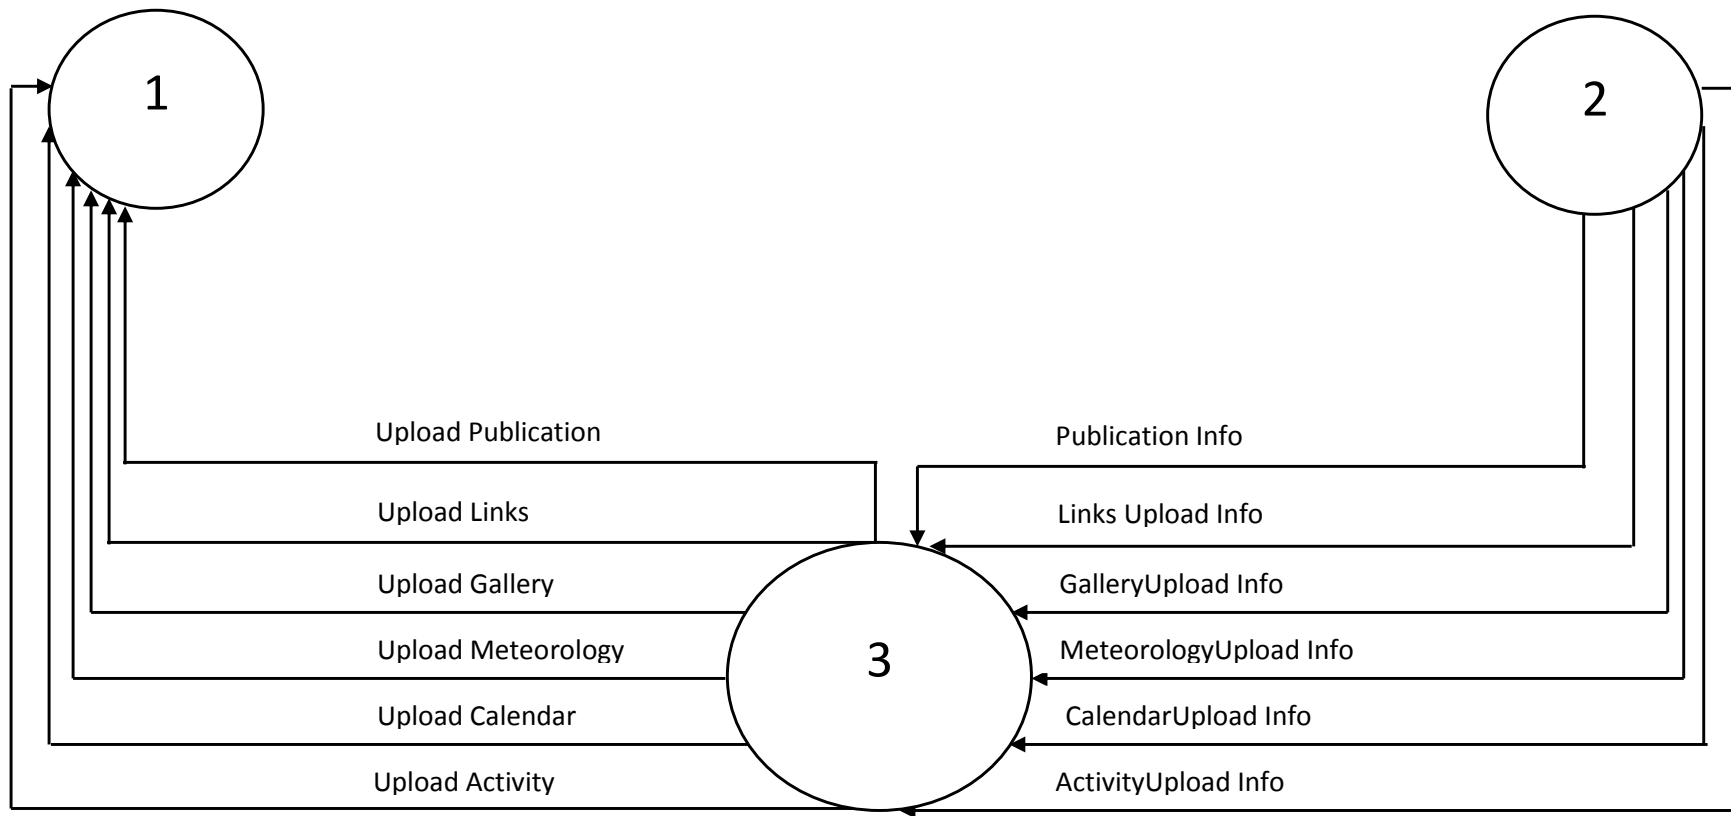 1
2
Upload Publication
Publication Info
Upload Links
Links Upload Info
Upload Gallery
GalleryUpload Info
Upload Meteorology
MeteorologyUpload Info
3
Upload Calendar
CalendarUpload Info
Upload Activity
ActivityUpload Info